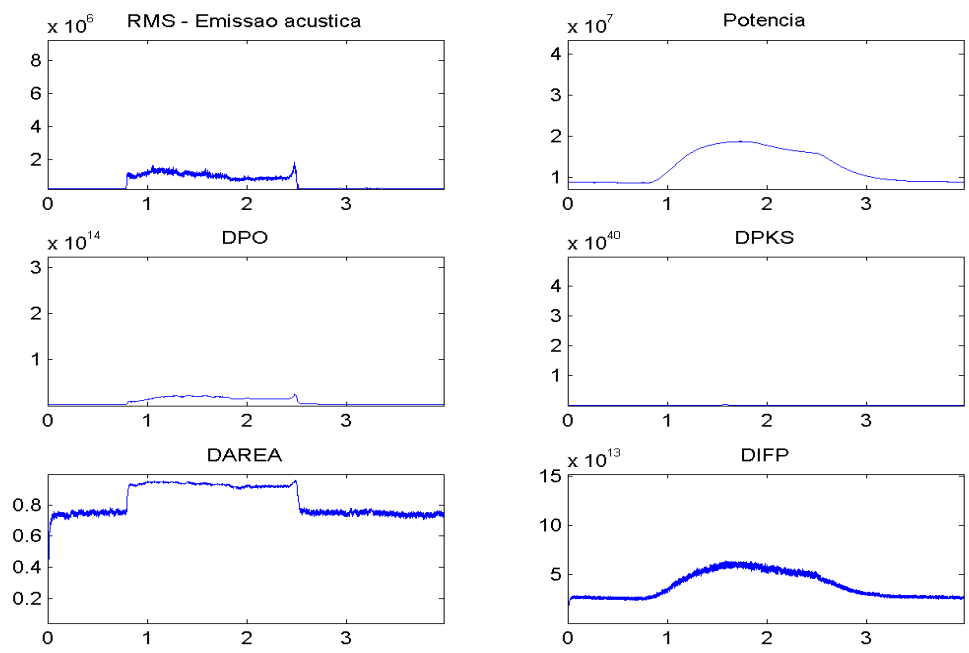 RMS - Emissao acustica
x 10^6
8
6
4
2
0 1 2 3
Potencia
x 10^7
4
3
2
1
0 1 2 3
DPO
x 10^14
3
2
1
0 1 2 3
DPKS
x 10^40
4
3
2
1
0 1 2 3
DAREA
0.8
0.6
0.4
0.2
0 1 2 3
DIFP
x 10^13
15
10
5
0 1 2 3